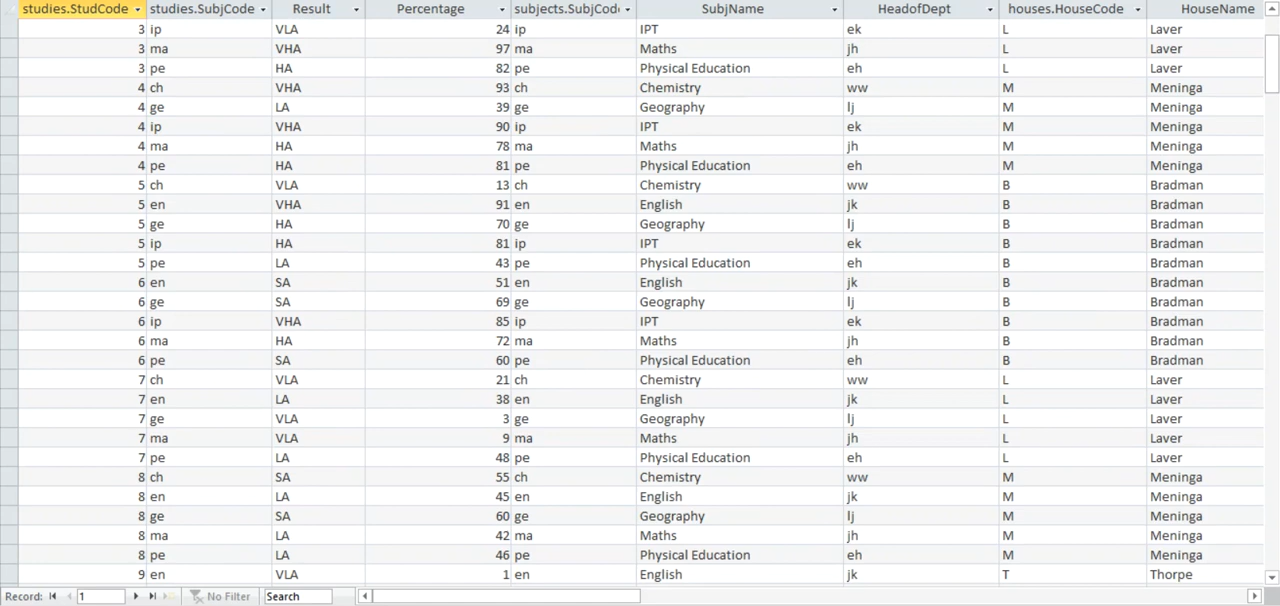 studies.StudCode studies.SubjCode Result Percentage subjects.SubjCode SubjName HeadofDept houses.HouseCode HouseName
3 ip VLA 24 ip IPT ek L Laver
3 ma VHA 97 ma Maths jh L Laver
3 pe HA 82 pe Physical Education eh L Laver
4 ch VHA 93 ch Chemistry ww M Meninga
4 ge LA 39 ge Geography lj M Meninga
4 ip VHA 90 ip IPT ek M Meninga
4 ma HA 78 ma Maths jh M Meninga
4 pe HA 81 pe Physical Education eh M Meninga
5 ch VLA 13 ch Chemistry ww B Bradman
5 en VHA 91 en English jk B Bradman
5 ge HA 70 ge Geography lj B Bradman
5 ip HA 81 ip IPT ek B Bradman
5 pe LA 43 pe Physical Education eh B Bradman
6 en SA 51 en English jk B Bradman
6 ge SA 69 ge Geography lj B Bradman
6 ip VHA 85 ip IPT ek B Bradman
6 ma HA 72 ma Maths jh B Bradman
6 pe SA 60 pe Physical Education eh B Bradman
7 ch VLA 21 ch Chemistry ww L Laver
7 en LA 38 en English jk L Laver
7 ge VLA 3 ge Geography lj L Laver
7 ma VLA 9 ma Maths jh L Laver
7 pe LA 48 pe Physical Education eh L Laver
8 ch SA 55 ch Chemistry ww M Meninga
8 en LA 45 en English jk M Meninga
8 ge SA 60 ge Geography lj M Meninga
8 ma LA 42 ma Maths jh M Meninga
8 pe LA 46 pe Physical Education eh M Meninga
9 en VLA 1 en English jk T Thorpe
Record: 1 No Filter Search